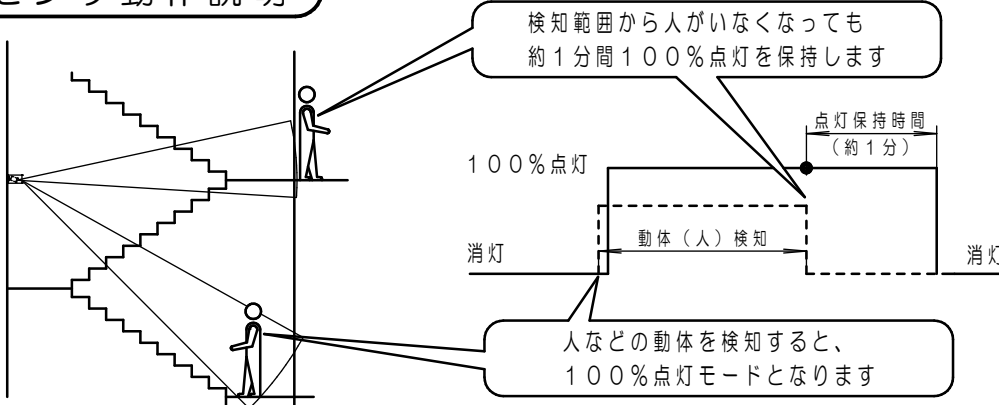 動作説明
検知範囲から人がいなくなっても
約1分間100%点灯を保持します
点灯保持時間
(約1分)
100%点灯
動体(人)検知
消灯
消灯
人などの動体を検知すると、
100%点灯モードとなります